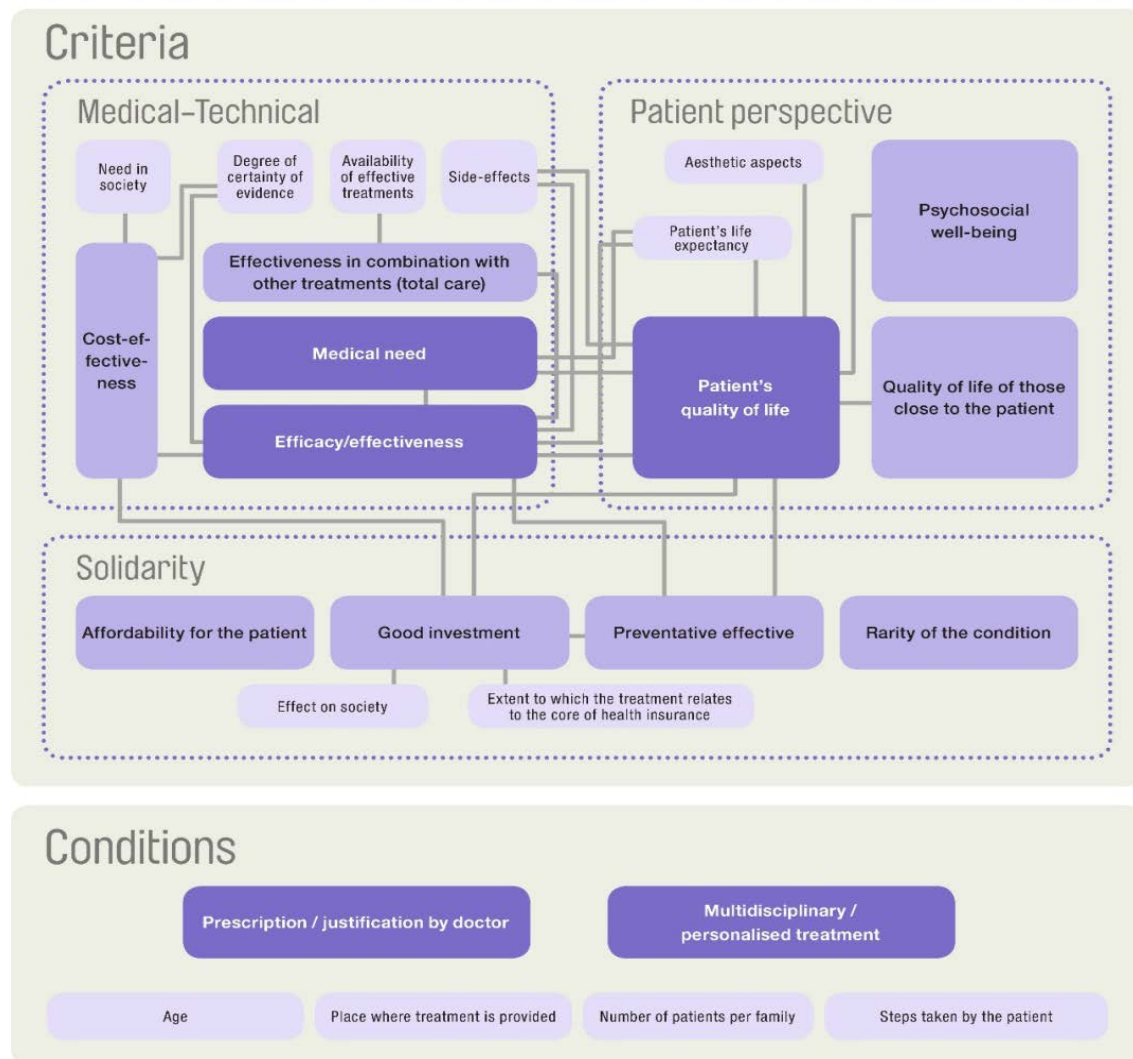 Criteria
Medical–Technical
Need in
society
Degree of
certainty of
evidence
Availability
of effective
treatments
Side-effects
Effectiveness in combination with
other treatments (total care)
Cost-ef-
fective-
ness
Medical need
Efficacy/effectiveness
Patient perspective
Aesthetic aspects
Patient's life
expectancy
Psychosocial
well-being
Patient's
quality of life
Quality of life of those
close to the patient
Solidarity
Affordability for the patient
Good investment
Preventative effective
Rarity of the condition
Effect on society
Extent to which the treatment relates
to the core of health insurance
Conditions
Prescription / justification by doctor
Multidisciplinary /
personalised treatment
Age
Place where treatment is provided
Number of patients per family
Steps taken by the patient